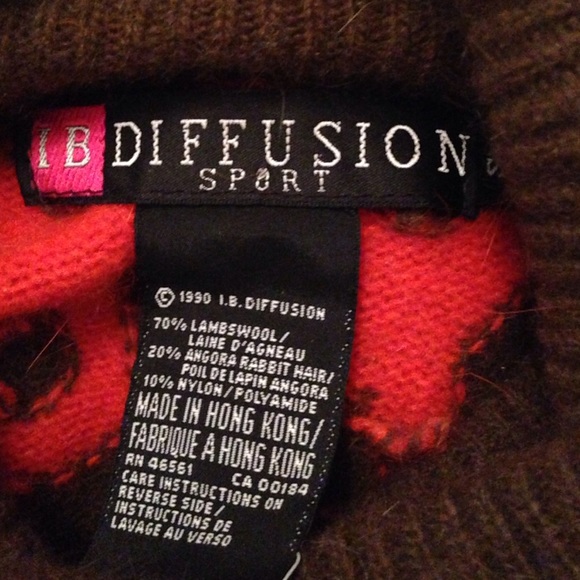 IB DIFFUSION
SPORT
© 1990 I.B. DIFFUSION
70% LAMBSWOOL/
LAINE D'AGNEAU
20% ANGORA RABBIT HAIR/
POIL DE LAPIN ANGORA
10% NYLON/POLYAMIDE
MADE IN HONG KONG/
FABRIQUE A HONG KONG
RN 46561 CA 00184
CARE INSTRUCTIONS ON
REVERSE SIDE/
INSTRUCTIONS DE
LAVAGE AU VERSO